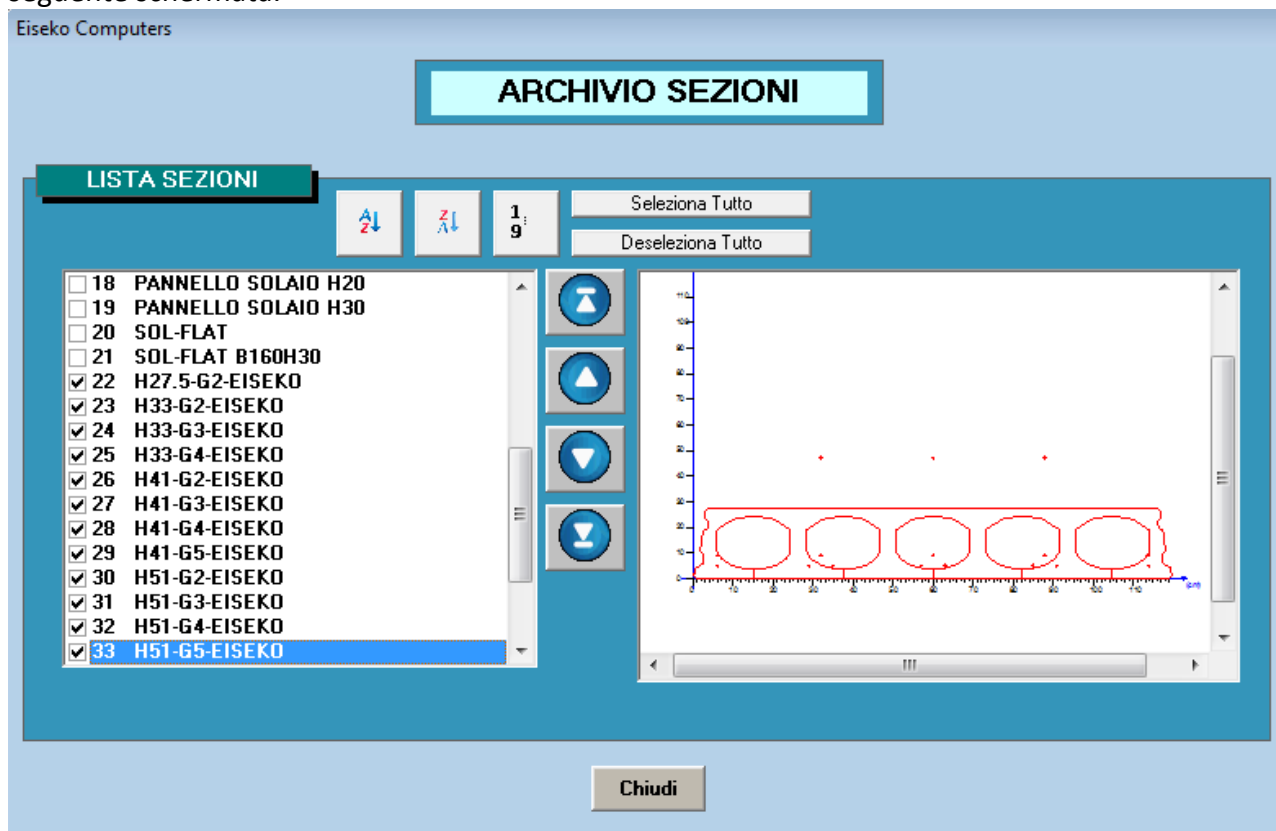 Eiseko Computers
ARCHIVIO SEZIONI
LISTA SEZIONI
Seleziona Tutto
Deseleziona Tutto
18 PANNELLO SOLAIO H20
19 PANNELLO SOLAIO H30
20 SOL-FLAT
21 SOL-FLAT B160H30
22 H27.5-G2-EISEKO
23 H33-G2-EISEKO
24 H33-G3-EISEKO
25 H33-G4-EISEKO
26 H41-G2-EISEKO
27 H41-G3-EISEKO
28 H41-G4-EISEKO
29 H41-G5-EISEKO
30 H51-G2-EISEKO
31 H51-G3-EISEKO
32 H51-G4-EISEKO
33 H51-G5-EISEKO
Chiudi